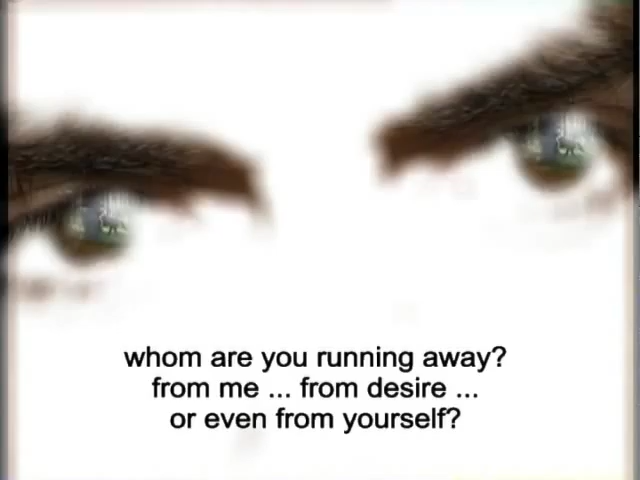 whom are you running away?
from me ... from desire ...
or even from yourself?